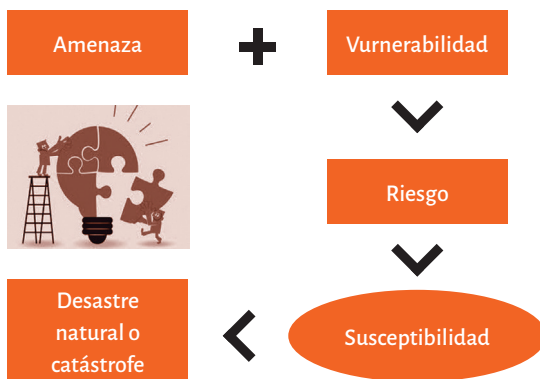 Amenaza
Vurnerabilidad
Riesgo
Susceptibilidad
Desastre
natural o
catástrofe